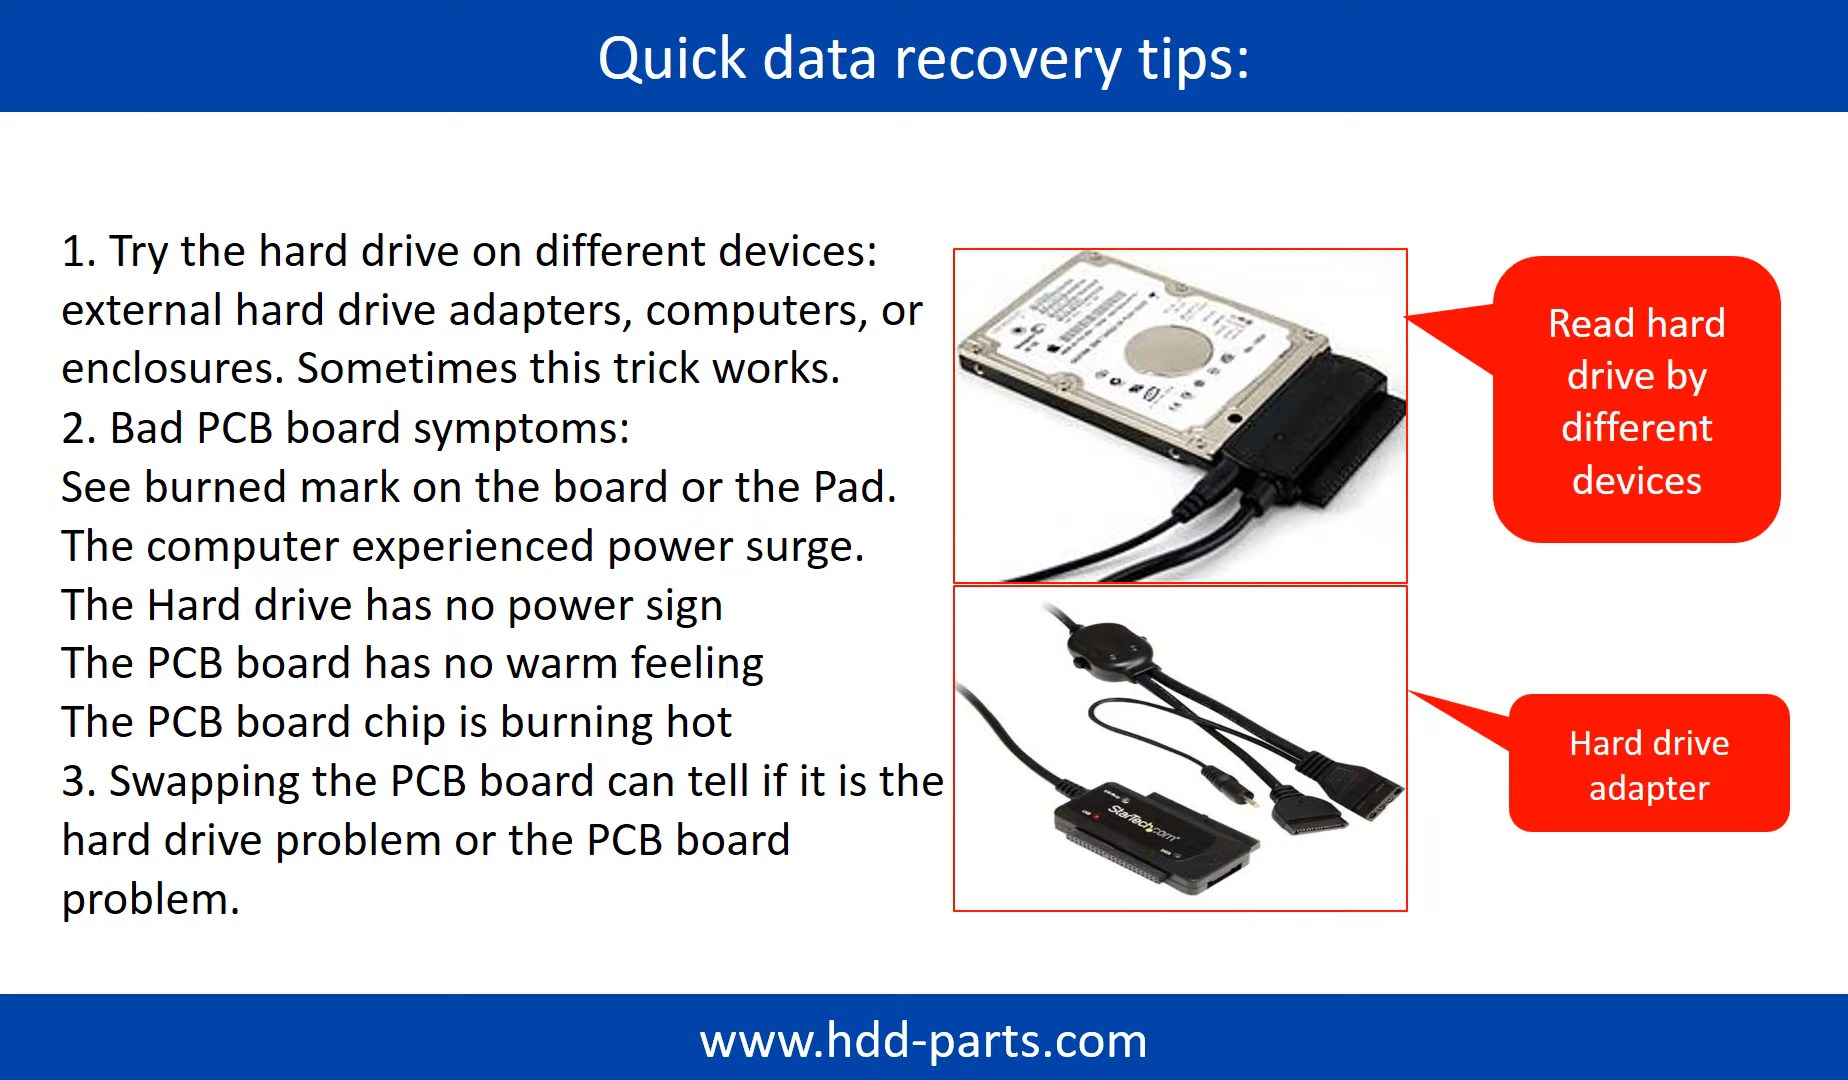 Quick data recovery tips:
1. Try the hard drive on different devices:
external hard drive adapters, computers, or
enclosures. Sometimes this trick works.
2. Bad PCB board symptoms:
See burned mark on the board or the Pad.
The computer experienced power surge.
The Hard drive has no power sign
The PCB board has no warm feeling
The PCB board chip is burning hot
3. Swapping the PCB board can tell if it is the
hard drive problem or the PCB board
problem.
Read hard
drive by
different
devices
StarTech.com
Hard drive
adapter
www.hdd-parts.com